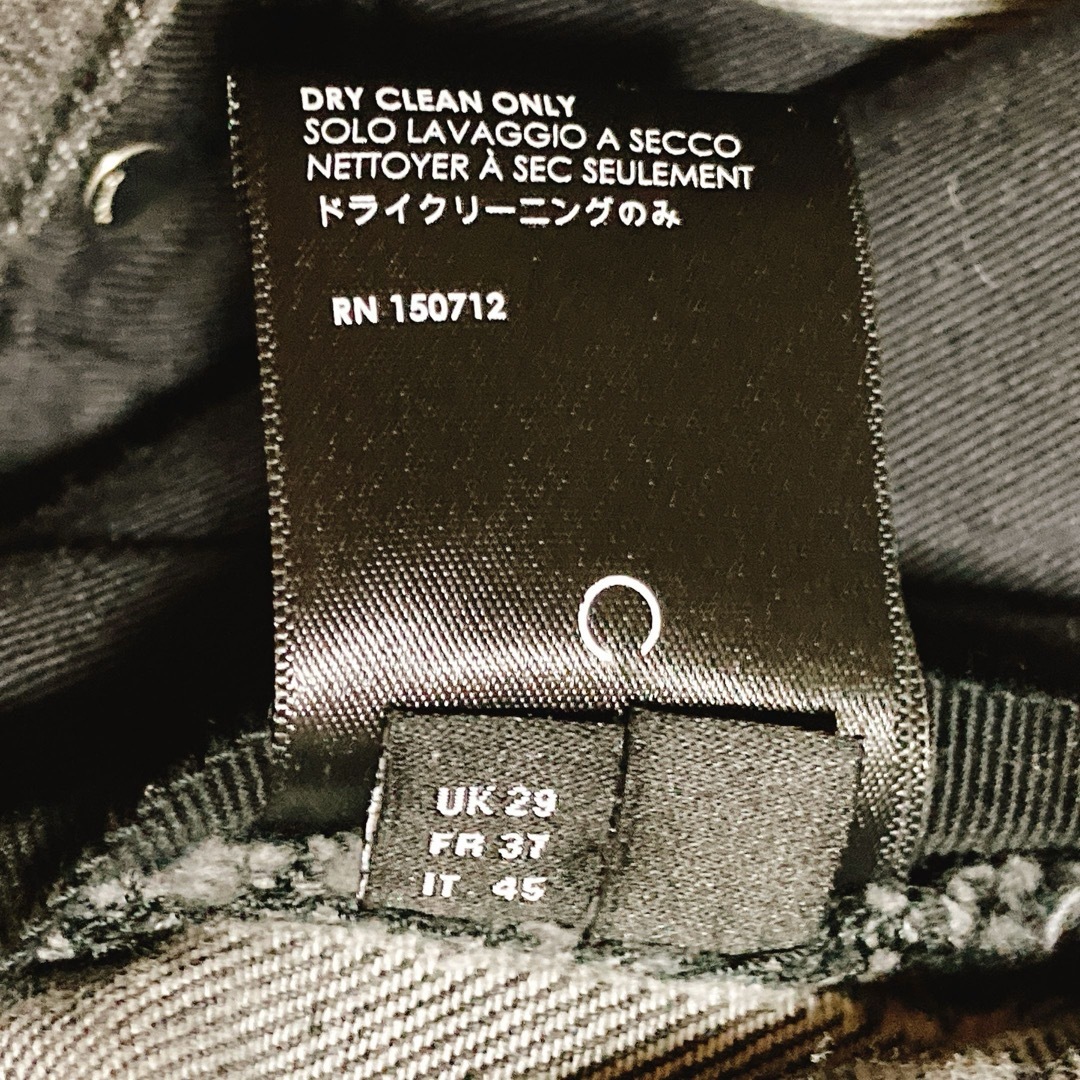 DRY CLEAN ONLY
SOLO LAVAGGIO A SECCO
NETTOYER À SEC SEULEMENT
ドライクリーニングのみ
RN 150712
UK 29
FR 37
IT 45